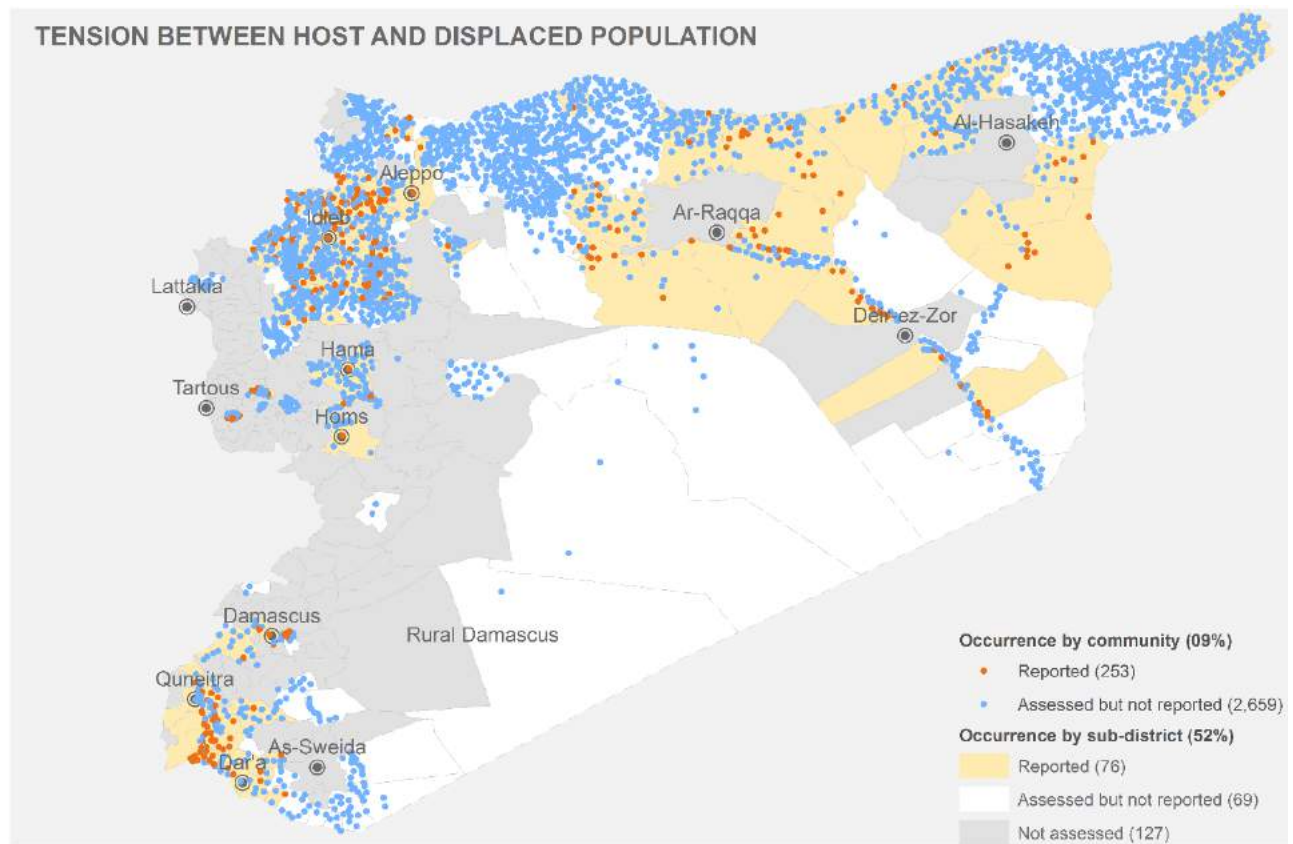 TENSION BETWEEN HOST AND DISPLACED POPULATION
Al-Hasakeh
Aleppo
Ar-Raqqa
Idleb
Lattakia
Deir-ez-Zor
Hama
Tartous
Homs
Damascus
Rural Damascus
Quneitra
As-Sweida
Dar'a
Occurrence by community (09%)
Reported (253)
Assessed but not reported (2,659)
Occurrence by sub-district (52%)
Reported (76)
Assessed but not reported (69)
Not assessed (127)